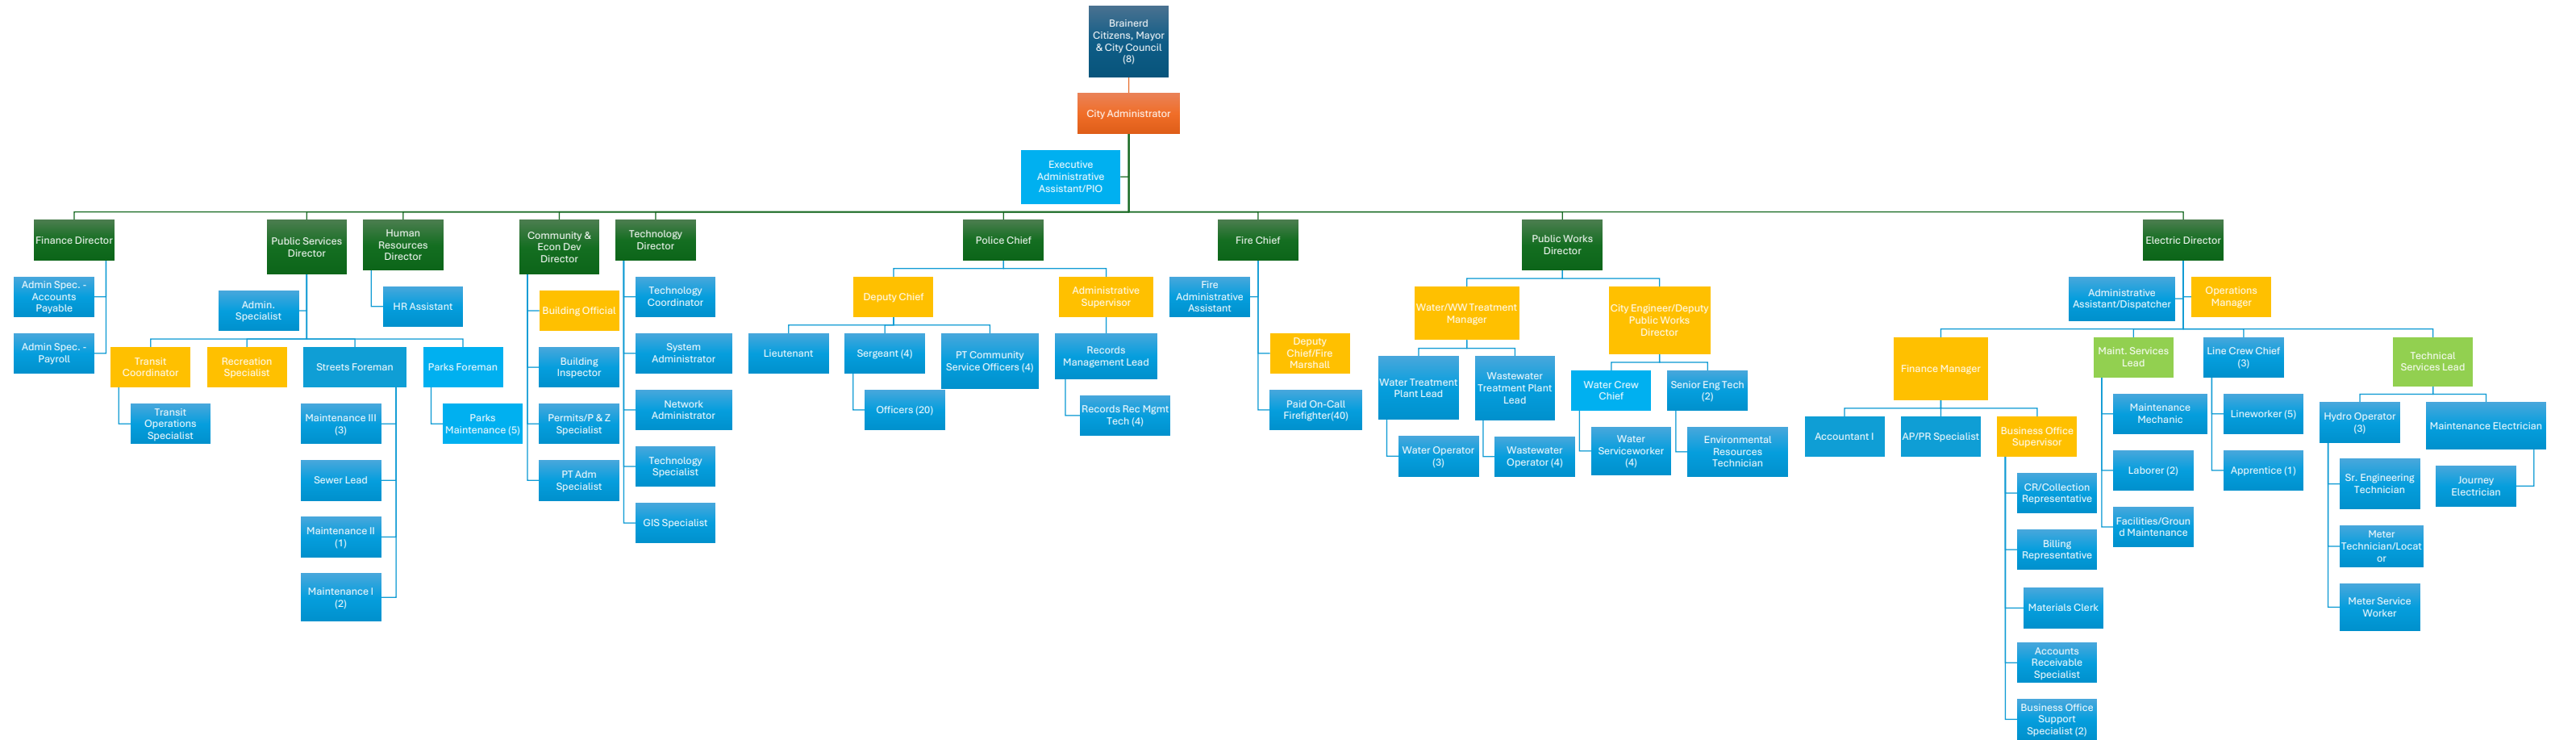 Brainerd
Citizens, Mayor
& City Council
(8)
City Administrator
Executive
Administrative
Assistant/PIO
Finance Director
Admin Spec. -
Accounts
Payable
Admin Spec. -
Payroll
Public Services
Director
Admin.
Specialist
Transit
Coordinator
Transit
Operations
Specialist
Recreation
Specialist
Streets Foreman
Maintenance III
(3)
Sewer Lead
Maintenance II
(1)
Maintenance I
(2)
Parks Foreman
Parks
Maintenance (5)
Human
Resources
Director
HR Assistant
Community &
Econ Dev
Director
Building Official
Building
Inspector
Permits/P & Z
Specialist
PT Adm
Specialist
Technology
Director
Technology
Coordinator
System
Administrator
Network
Administrator
Technology
Specialist
GIS Specialist
Police Chief
Deputy Chief
Lieutenant
Sergeant (4)
Officers (20)
PT Community
Service Officers (4)
Administrative
Supervisor
Records
Management Lead
Records Rec Mgmt
Tech (4)
Fire Chief
Fire
Administrative
Assistant
Deputy
Chief/Fire
Marshall
Paid On-Call
Firefighter(40)
Public Works
Director
Water/WW Treatment
Manager
Water Treatment
Plant Lead
Water Operator
(3)
Wastewater
Treatment Plant
Lead
Wastewater
Operator (4)
City Engineer/Deputy
Public Works
Director
Water Crew
Chief
Water
Serviceworker
(4)
Senior Eng Tech
(2)
Environmental
Resources
Technician
Electric Director
Administrative
Assistant/Dispatcher
Operations
Manager
Finance Manager
Accountant I
AP/PR Specialist
Business Office
Supervisor
CR/Collection
Representative
Billing
Representative
Materials Clerk
Accounts
Receivable
Specialist
Business Office
Support
Specialist (2)
Maint. Services
Lead
Maintenance
Mechanic
Laborer (2)
Facilities/Groun
d Maintenance
Line Crew Chief
(3)
Lineworker (5)
Apprentice (1)
Technical
Services Lead
Hydro Operator
(3)
Sr. Engineering
Technician
Meter
Technician/Locat
or
Meter Service
Worker
Maintenance Electrician
Journey
Electrician